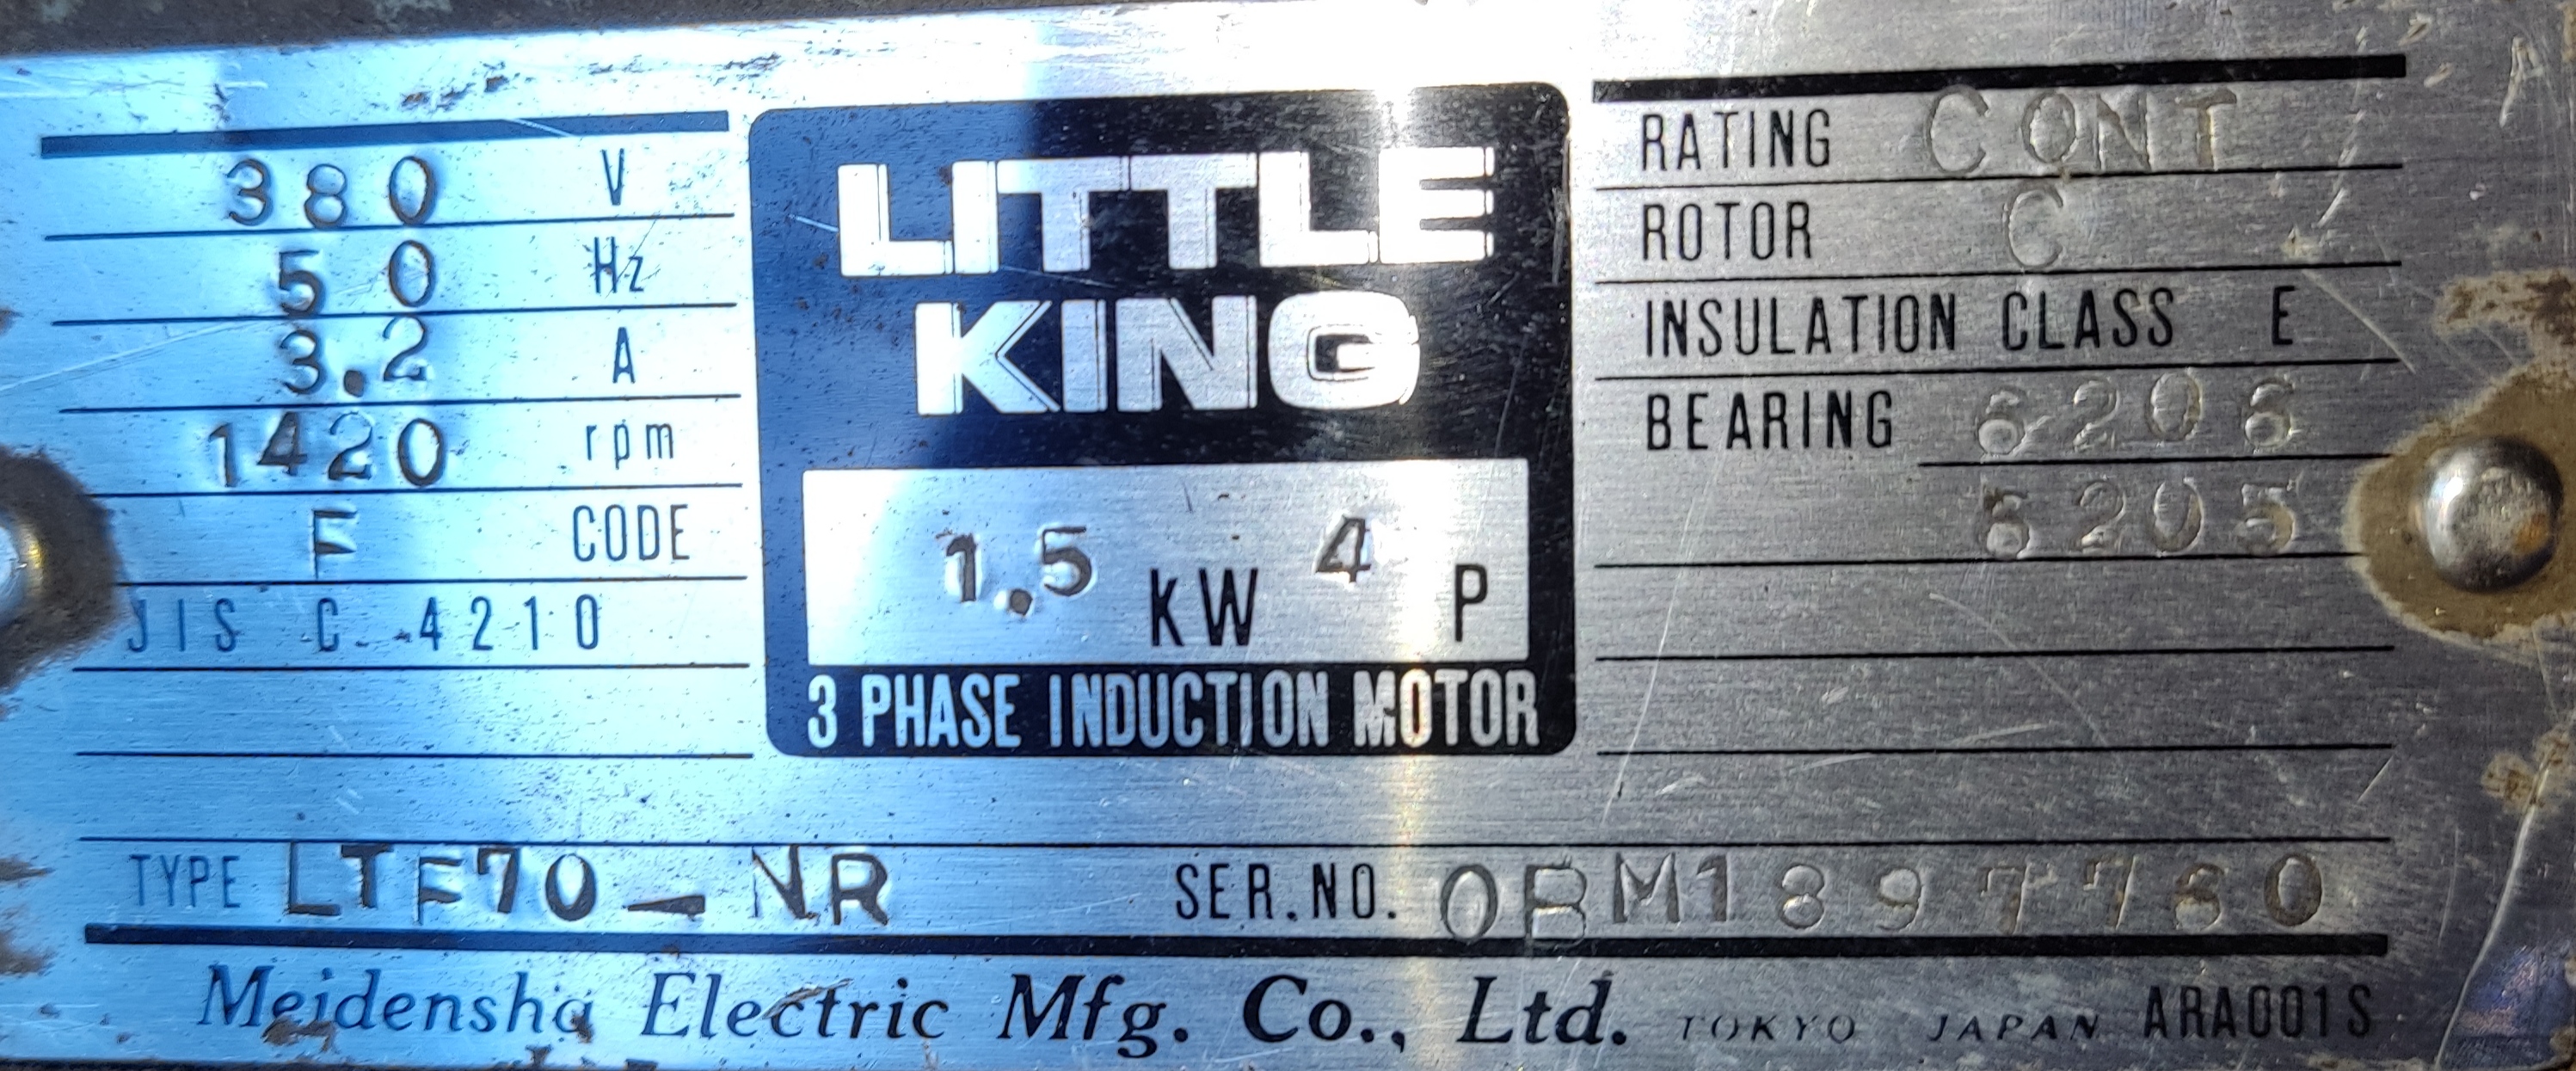 380 V
50 Hz
3.2 A
1420 rpm
F CODE
JIS C 4210
LITTLE
KING
1.5 KW 4 P
3 PHASE INDUCTION MOTOR
RATING CONT
ROTOR C
INSULATION CLASS E
BEARING 6206
6205
TYPE LTF70-NR
SER.NO. 0BM1897780
Meidensha Electric Mfg. Co., Ltd. TOKYO JAPAN ARA001S